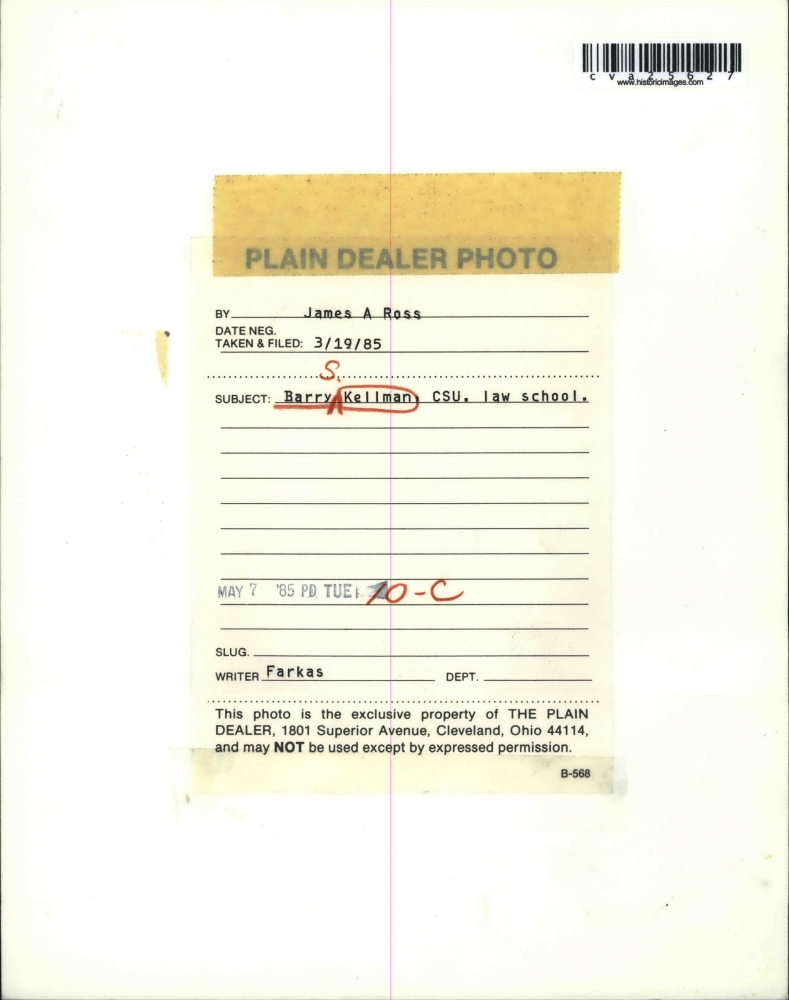 cva25627
www.historicimages.com
PLAIN DEALER PHOTO
BY James A Ross
DATE NEG.
TAKEN & FILED: 3/19/85
S.
SUBJECT: Barry Kellman, CSU. law school.
MAY 7 '85 PD TUE 10-C
SLUG.
WRITER Farkas DEPT.
This photo is the exclusive property of THE PLAIN
DEALER, 1801 Superior Avenue, Cleveland, Ohio 44114,
and may NOT be used except by expressed permission.
B-568